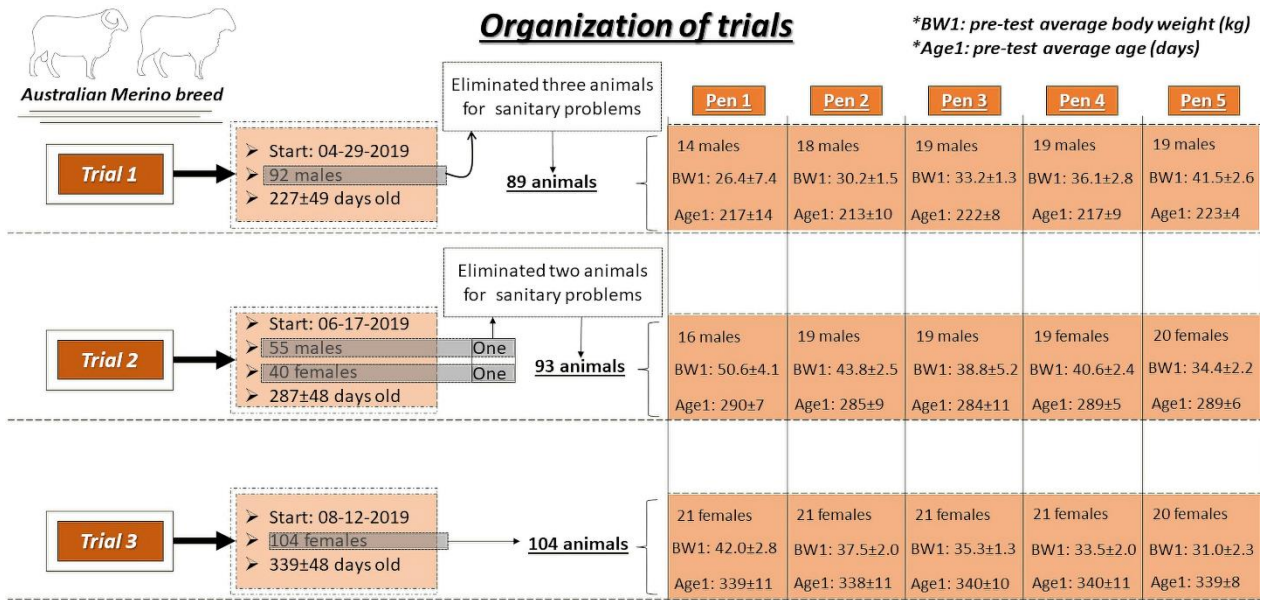 Organization of trials
*BW1: pre-test average body weight (kg)
*Age1: pre-test average age (days)
Australian Merino breed
Pen 1
Pen 2
Pen 3
Pen 4
Pen 5
Trial 1
➢ Start: 04-29-2019
➢ 92 males
➢ 227±49 days old
Eliminated three animals
for sanitary problems
89 animals
14 males
BW1: 26.4±7.4
Age1: 217±14
18 males
BW1: 30.2±1.5
Age1: 213±10
19 males
BW1: 33.2±1.3
Age1: 222±8
19 males
BW1: 36.1±2.8
Age1: 217±9
19 males
BW1: 41.5±2.6
Age1: 223±4
Trial 2
➢ Start: 06-17-2019
➢ 55 males One
➢ 40 females One
➢ 287±48 days old
Eliminated two animals
for sanitary problems
93 animals
16 males
BW1: 50.6±4.1
Age1: 290±7
19 males
BW1: 43.8±2.5
Age1: 285±9
19 males
BW1: 38.8±5.2
Age1: 284±11
19 females
BW1: 40.6±2.4
Age1: 289±5
20 females
BW1: 34.4±2.2
Age1: 289±6
Trial 3
➢ Start: 08-12-2019
➢ 104 females
➢ 339±48 days old
104 animals
21 females
BW1: 42.0±2.8
Age1: 339±11
21 females
BW1: 37.5±2.0
Age1: 338±11
21 females
BW1: 35.3±1.3
Age1: 340±10
21 females
BW1: 33.5±2.0
Age1: 340±11
20 females
BW1: 31.0±2.3
Age1: 339±8